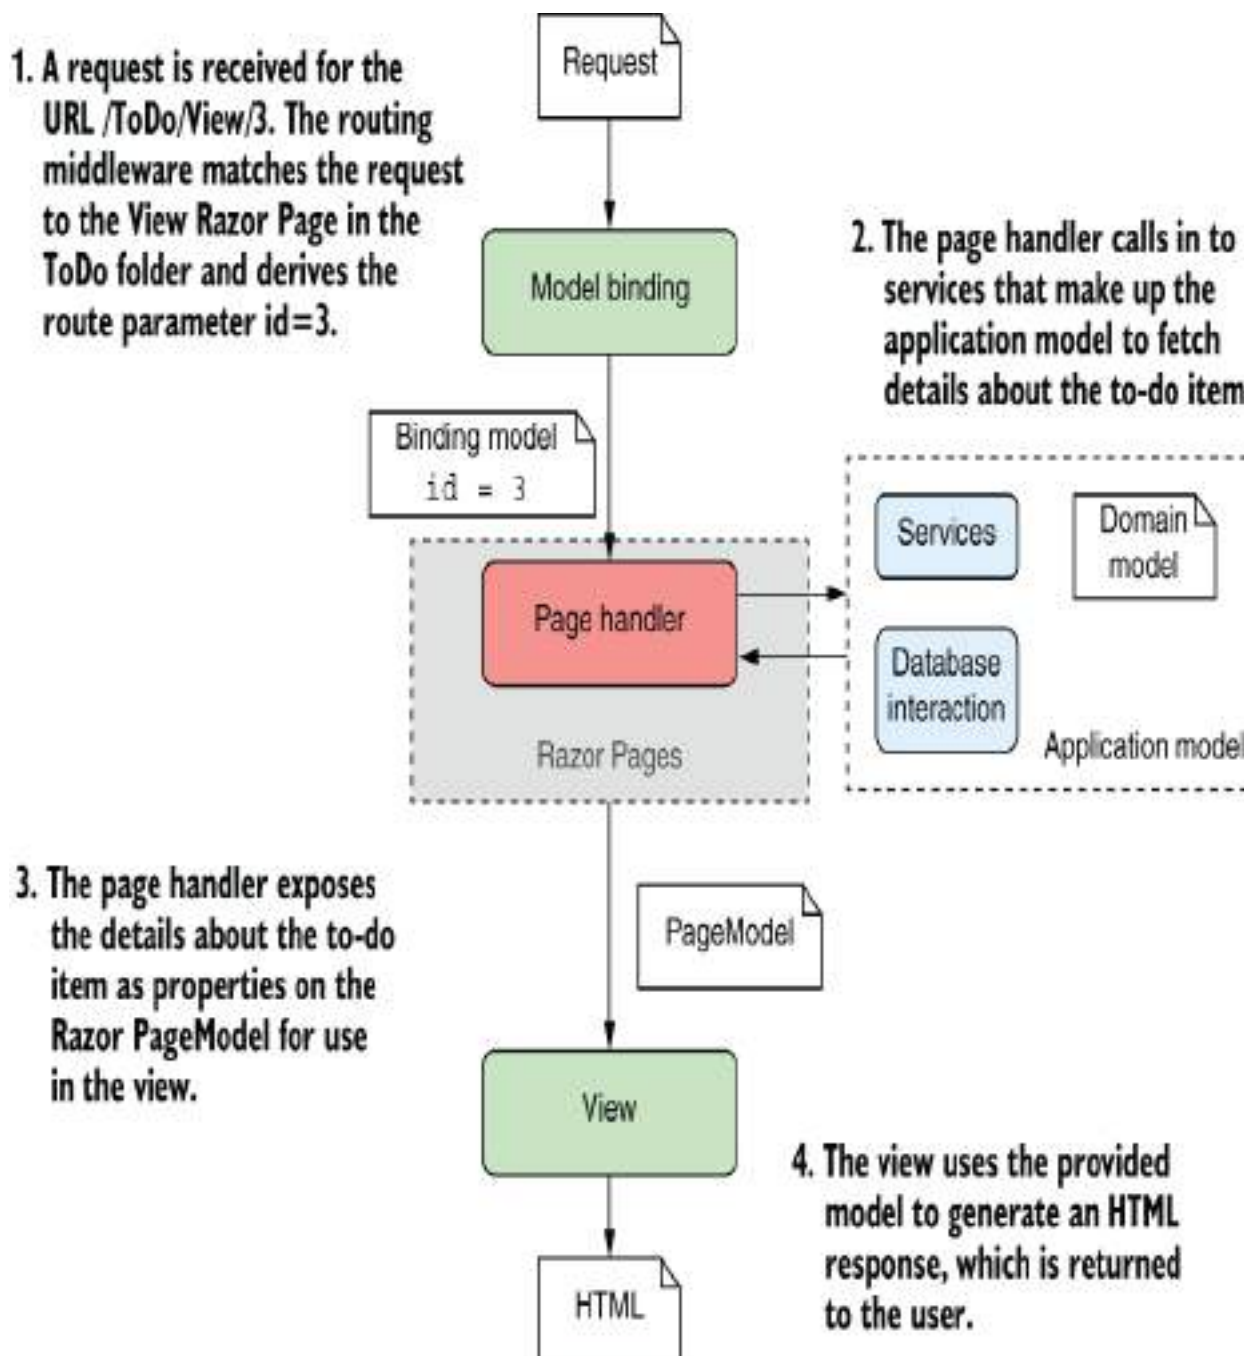 Request
1. A request is received for the
URL /ToDo/View/3. The routing
middleware matches the request
to the View Razor Page in the
ToDo folder and derives the
route parameter id=3.
Model binding
2. The page handler calls in to
services that make up the
application model to fetch
details about the to-do item
Binding model
id = 3
Services
Domain
model
Page handler
Database
interaction
Razor Pages
Application model
3. The page handler exposes
the details about the to-do
item as properties on the
Razor PageModel for use
in the view.
PageModel
View
4. The view uses the provided
model to generate an HTML
response, which is returned
to the user.
HTML